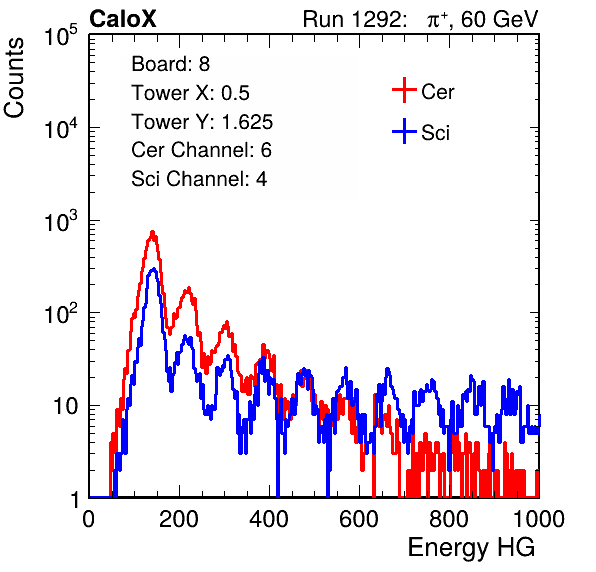 CaloX Run 1292: π⁺, 60 GeV
Counts
Board: 8
Tower X: 0.5
Tower Y: 1.625
Cer Channel: 6
Sci Channel: 4
Cer
Sci
10⁵
10⁴
10³
10²
10
1
0 200 400 600 800 1000
Energy HG